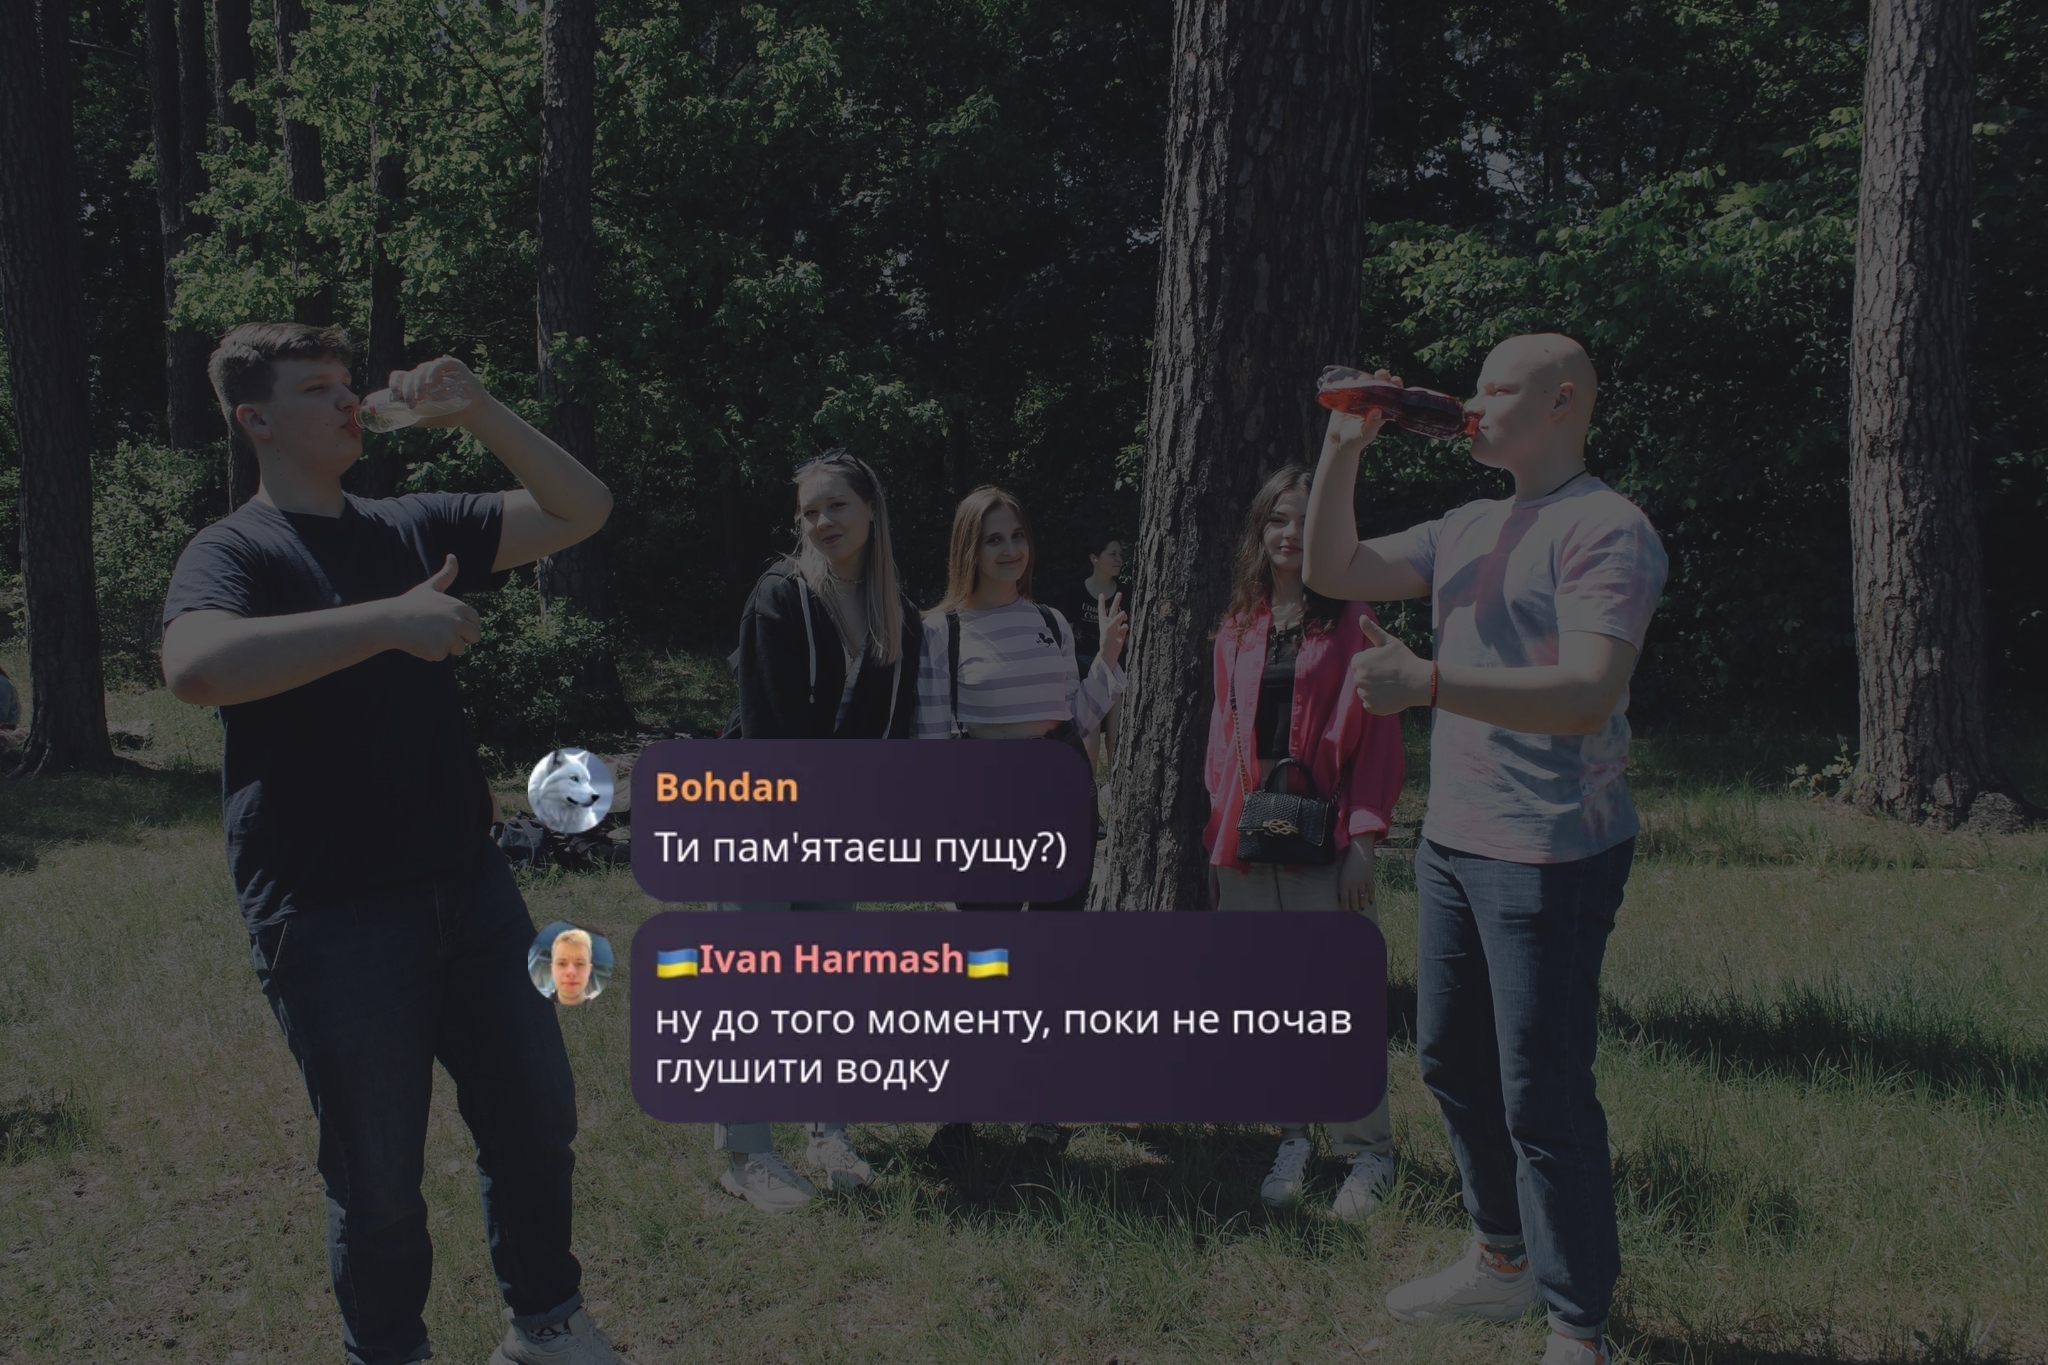 Bohdan
Ти пам'ятаєш пущу?)
🇺🇦Ivan Harmash🇺🇦
ну до того моменту, поки не почав
глушити водку